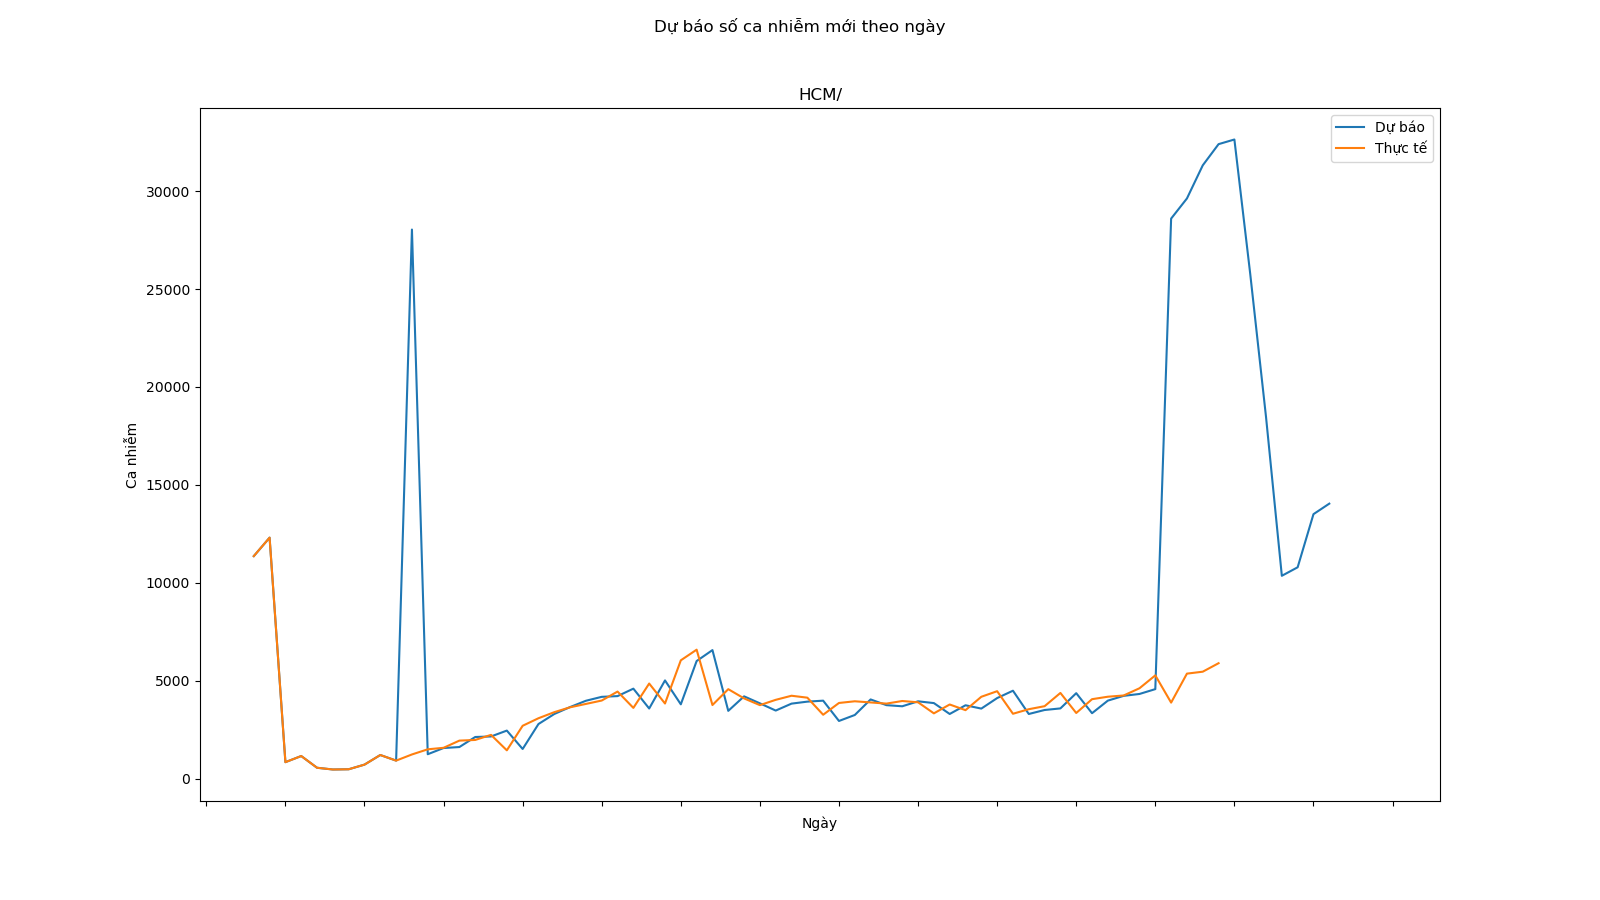 Dự báo số ca nhiễm mới theo ngày
HCM/
Dự báo
Thực tế
30000
25000
20000
15000
10000
5000
0
Ca nhiễm
Ngày